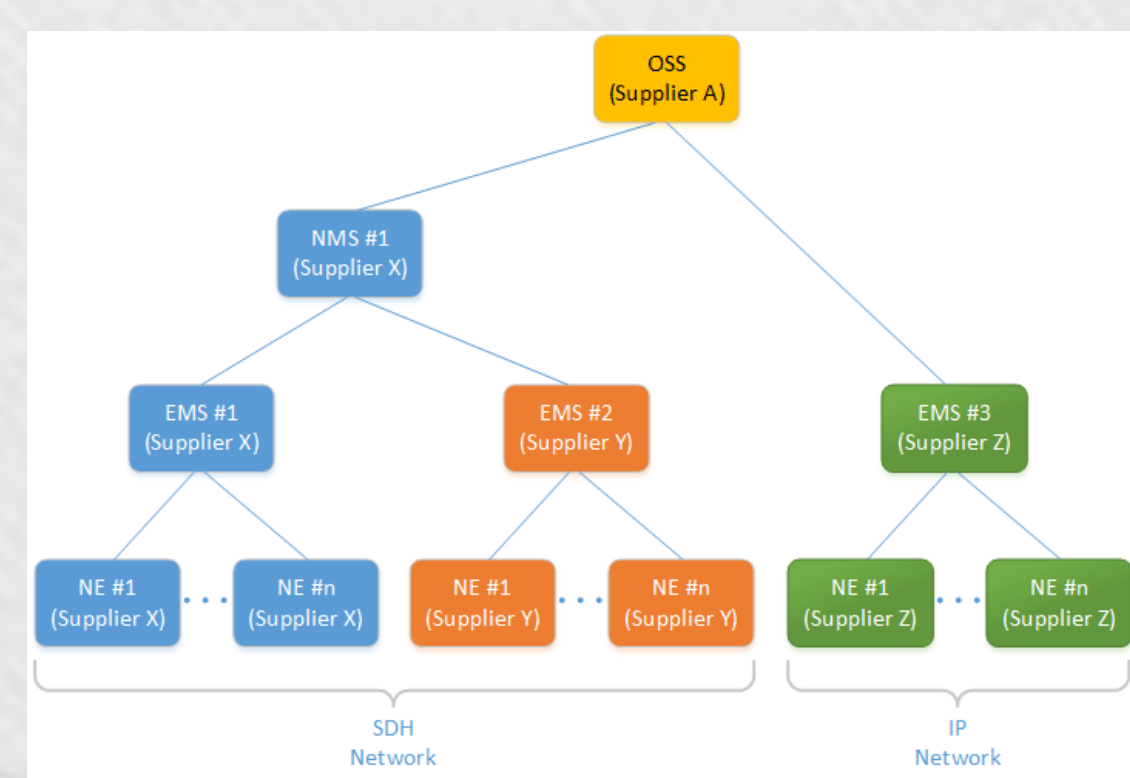 OSS
(Supplier A)
NMS #1
(Supplier X)
EMS #1
(Supplier X)
EMS #2
(Supplier Y)
EMS #3
(Supplier Z)
NE #1
(Supplier X)
NE #n
(Supplier X)
NE #1
(Supplier Y)
NE #n
(Supplier Y)
NE #1
(Supplier Z)
NE #n
(Supplier Z)
SDH
Network
IP
Network